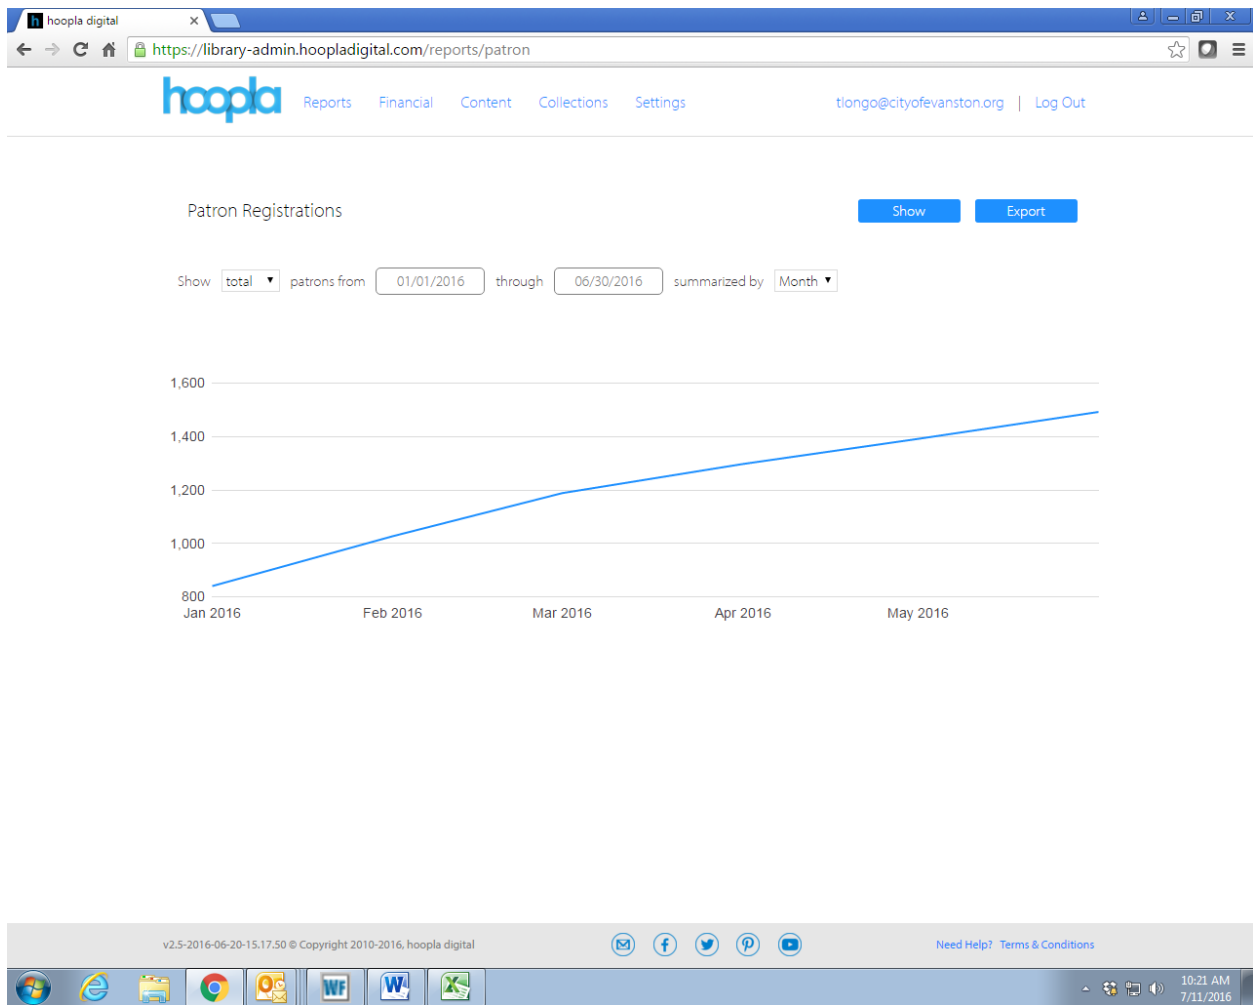 hoopla digital
https://library-admin.hoopladigital.com/reports/patron
hoopla Reports Financial Content Collections Settings tlongo@cityofevanston.org | Log Out
Patron Registrations Show Export
Show total patrons from 01/01/2016 through 06/30/2016 summarized by Month
1,600
1,400
1,200
1,000
800
Jan 2016 Feb 2016 Mar 2016 Apr 2016 May 2016
v2.5-2016-06-20-15.17.50 © Copyright 2010-2016, hoopla digital Need Help? Terms & Conditions
WF W X 10:21 AM
7/11/2016